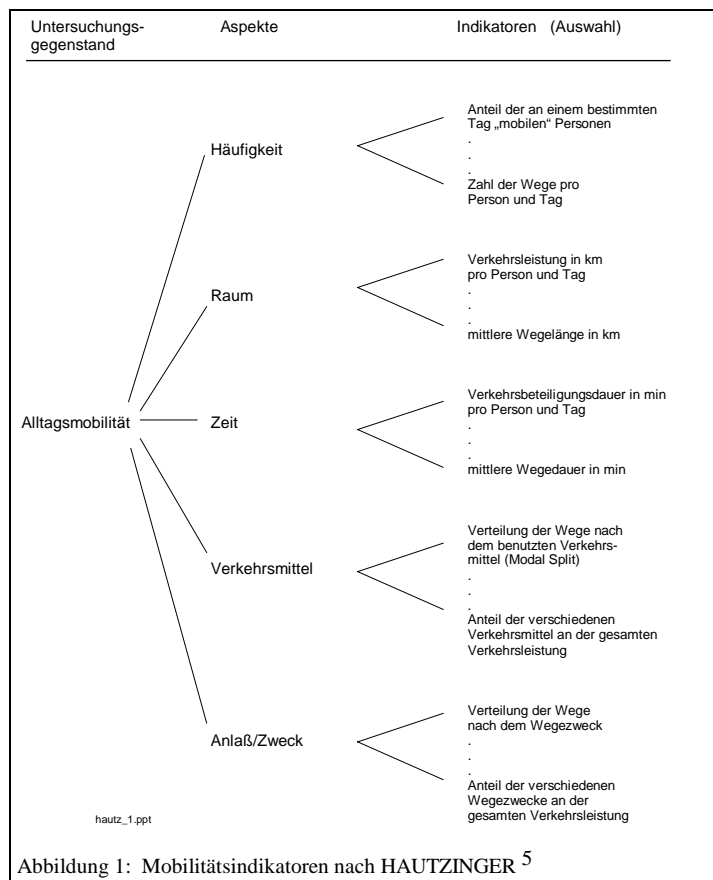 Untersuchungs-
gegenstand
Aspekte
Indikatoren (Auswahl)
Alltagsmobilität
Häufigkeit
Anteil der an einem bestimmten
Tag „mobilen“ Personen
.
.
.
Zahl der Wege pro
Person und Tag
Raum
Verkehrsleistung in km
pro Person und Tag
.
.
.
mittlere Wegelänge in km
Zeit
Verkehrsbeteiligungsdauer in min
pro Person und Tag
.
.
.
mittlere Wegedauer in min
Verkehrsmittel
Verteilung der Wege nach
dem benutzten Verkehrs-
mittel (Modal Split)
.
.
.
Anteil der verschiedenen
Verkehrsmittel an der gesamten
Verkehrsleistung
Anlaß/Zweck
Verteilung der Wege
nach dem Wegezweck
.
.
.
Anteil der verschiedenen
Wegezwecke an der
gesamten Verkehrsleistung
hautz_1.ppt
Abbildung 1: Mobilitätsindikatoren nach HAUTZINGER 5